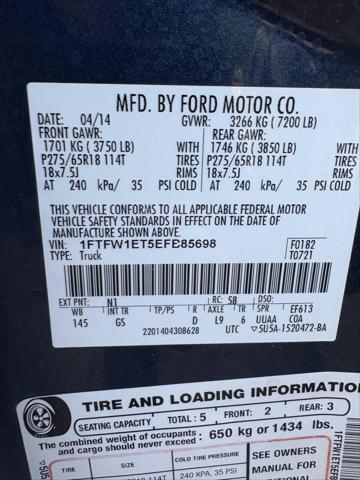 MFD. BY FORD MOTOR CO.
DATE: 04/14 GVWR: 3266 KG ( 7200 LB)
FRONT GAWR: REAR GAWR:
1701 KG ( 3750 LB) WITH 1746 KG ( 3850 LB) WITH
P275/65R18 114T TIRES P275/65R18 114T TIRES
18x7.5J RIMS 18x7.5J RIMS
AT 240 kPa/ 35 PSI COLD AT 240 kPa/ 35 PSI COLD
THIS VEHICLE CONFORMS TO ALL APPLICABLE FEDERAL MOTOR
VEHICLE SAFETY STANDARDS IN EFFECT ON THE DATE OF
MANUFACTURE SHOWN ABOVE.
VIN: 1FTFW1ET5EFB85698 F0182
TYPE: Truck T0721
EXT PNT: N1 RC: 58 DSO:
WB INT TR TP/PS R AXLE TR SPR EF613
145 GS D L9 6 UUAA COA
2201404308628 UTC ▽5U5A-1520472-BA
TIRE AND LOADING INFORMATION
SEATING CAPACITY TOTAL: 5 FRONT: 2 REAR: 3
The combined weight of occupants
and cargo should never exceed : 650 kg or 1434 lbs.
TIRE SIZE COLD TIRE PRESSURE SEE OWNERS
MANUAL FOR
240 KPA, 35 PSI ADDITIONAL